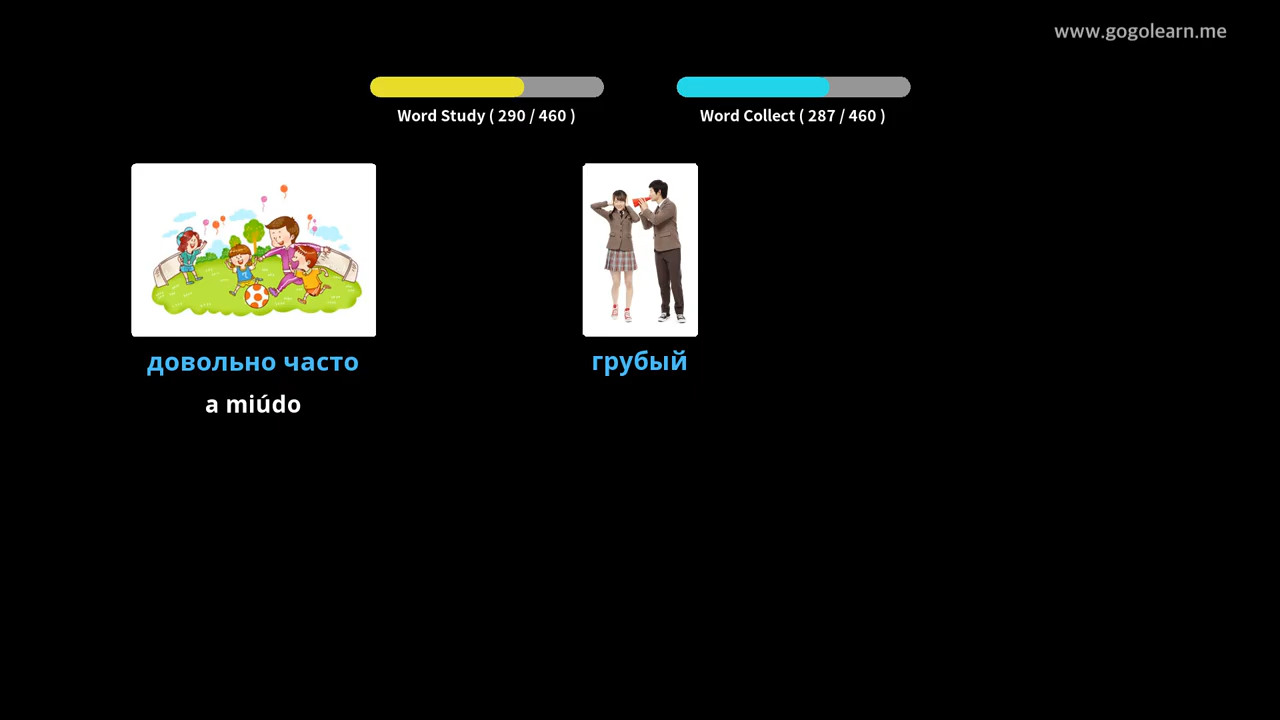 www.gogolearn.me
Word Study ( 290 / 460 )
Word Collect ( 287 / 460 )
довольно часто
a miúdo
грубый